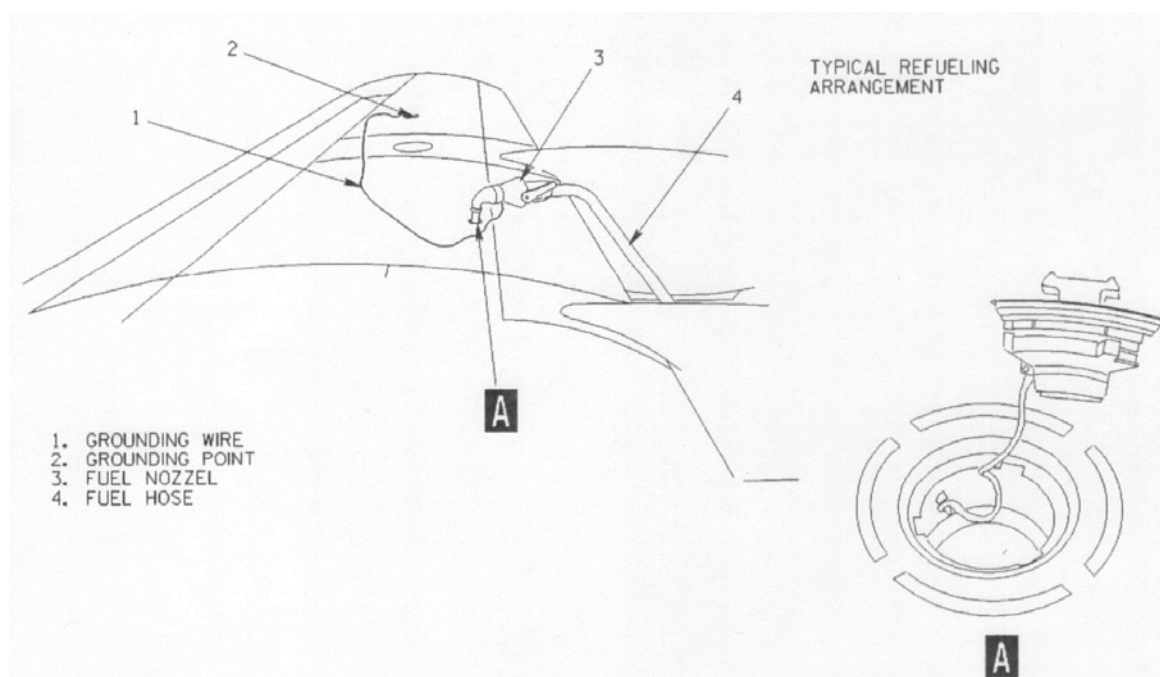 2
3
TYPICAL REFUELING
ARRANGEMENT
4
1
A
1. GROUNDING WIRE
2. GROUNDING POINT
3. FUEL NOZZEL
4. FUEL HOSE
A